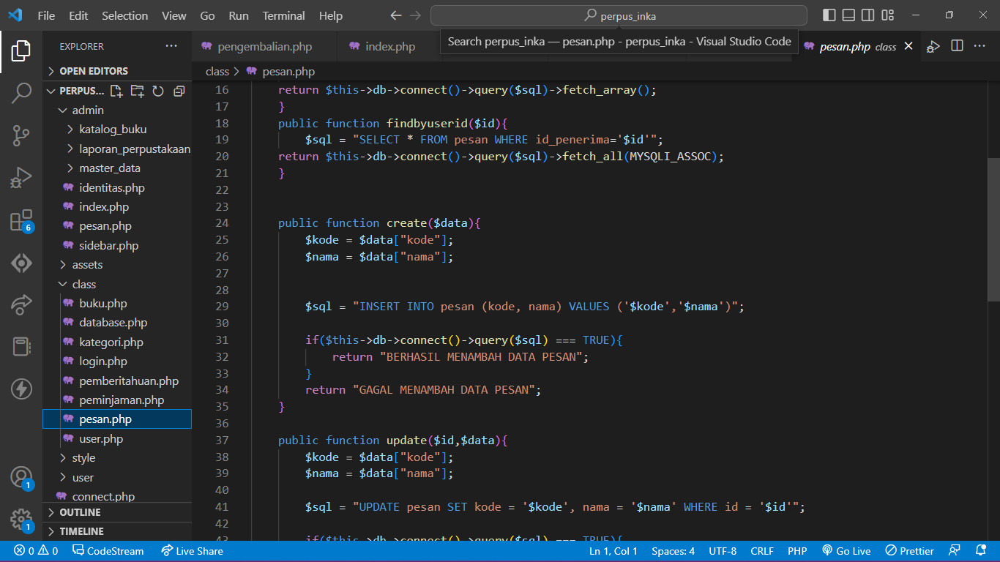 File Edit Selection View Go Run Terminal Help
perpus_inka
Search perpus_inka — pesan.php - perpus_inka - Visual Studio Code
EXPLORER
OPEN EDITORS
PERPUS...
admin
katalog_buku
laporan_perpustakaan
master_data
identitas.php
index.php
pesan.php
sidebar.php
assets
class
buku.php
database.php
kategori.php
login.php
pemberitahuan.php
peminjaman.php
pesan.php
user.php
style
user
connect.php
OUTLINE
TIMELINE
6
1
1
pengembalian.php index.php pesan.php class
class > pesan.php
16 return $this->db->connect()->query($sql)->fetch_array();
17 }
18 public function findbyuserid($id){
19 $sql = "SELECT * FROM pesan WHERE id_penerima='$id'";
20 return $this->db->connect()->query($sql)->fetch_all(MYSQLI_ASSOC);
21 }
22
23
24 public function create($data){
25 $kode = $data["kode"];
26 $nama = $data["nama"];
27
28
29 $sql = "INSERT INTO pesan (kode, nama) VALUES ('$kode','$nama')";
30
31 if($this->db->connect()->query($sql) === TRUE){
32 return "BERHASIL MENAMBAH DATA PESAN";
33 }
34 return "GAGAL MENAMBAH DATA PESAN";
35 }
36
37 public function update($id,$data){
38 $kode = $data["kode"];
39 $nama = $data["nama"];
40
41 $sql = "UPDATE pesan SET kode = '$kode', nama = '$nama' WHERE id = '$id'";
42
43 if($this->db->connect()->query($sql) === TRUE){
0 0 CodeStream Live Share Ln 1, Col 1 Spaces: 4 UTF-8 CRLF PHP Go Live Prettier